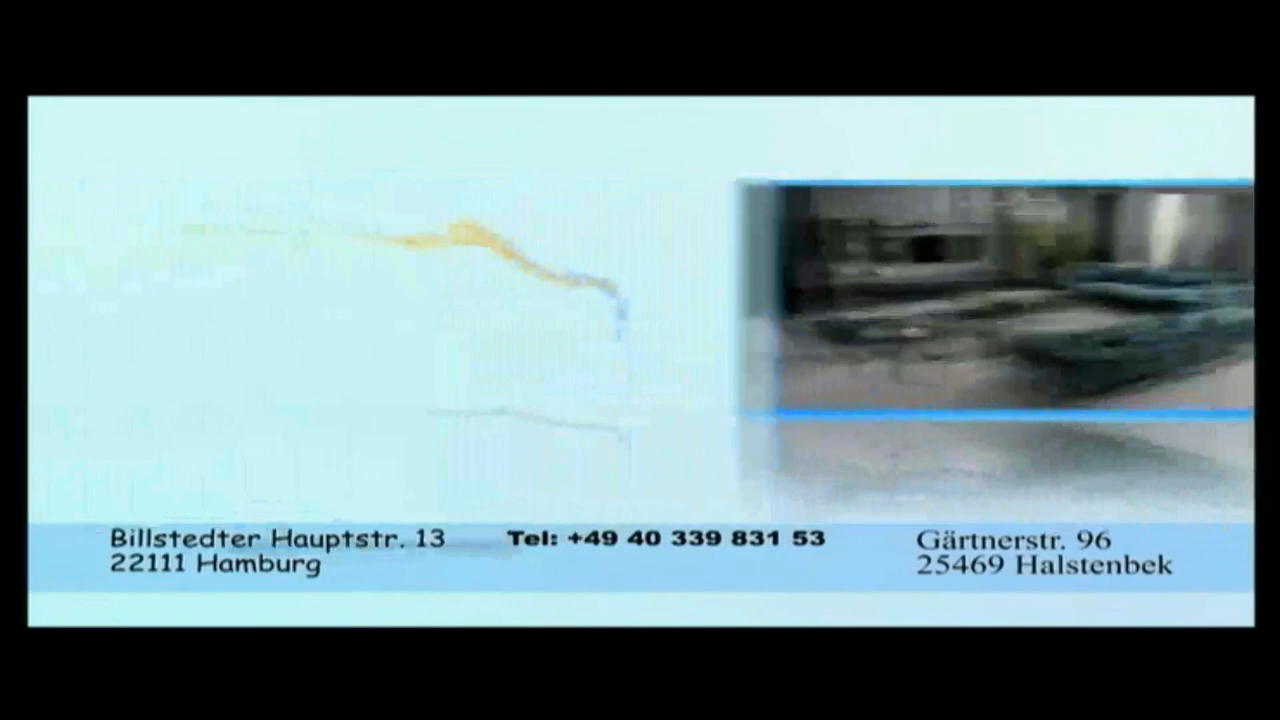 Billstedter Hauptstr. 13
22111 Hamburg
Tel: +49 40 339 831 53
Gärtnerstr. 96
25469 Halstenbek